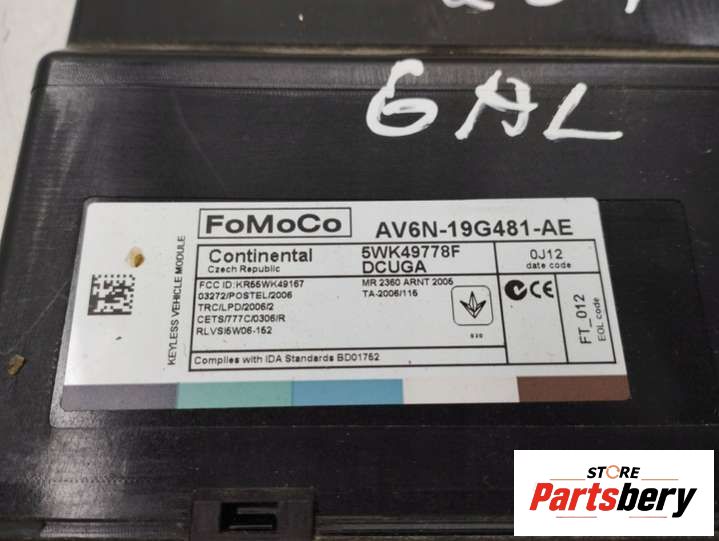 6AL
KEYLESS VEHICLE MODULE
FoMoCo
AV6N-19G481-AE
Continental
Czech Republic
5WK49778F
DCUGA
0J12
date code
FCC ID:KR55WK49167
03272/POSTEL/2006
TRC/LPD/2006/2
CETS/777C/0306/R
RLVS/5W06-152
MR 2360 ARNT 2005
TA-2006/116
FT_012
EOL code
Complies with IDA Standards BD01752
STORE
Partsbery